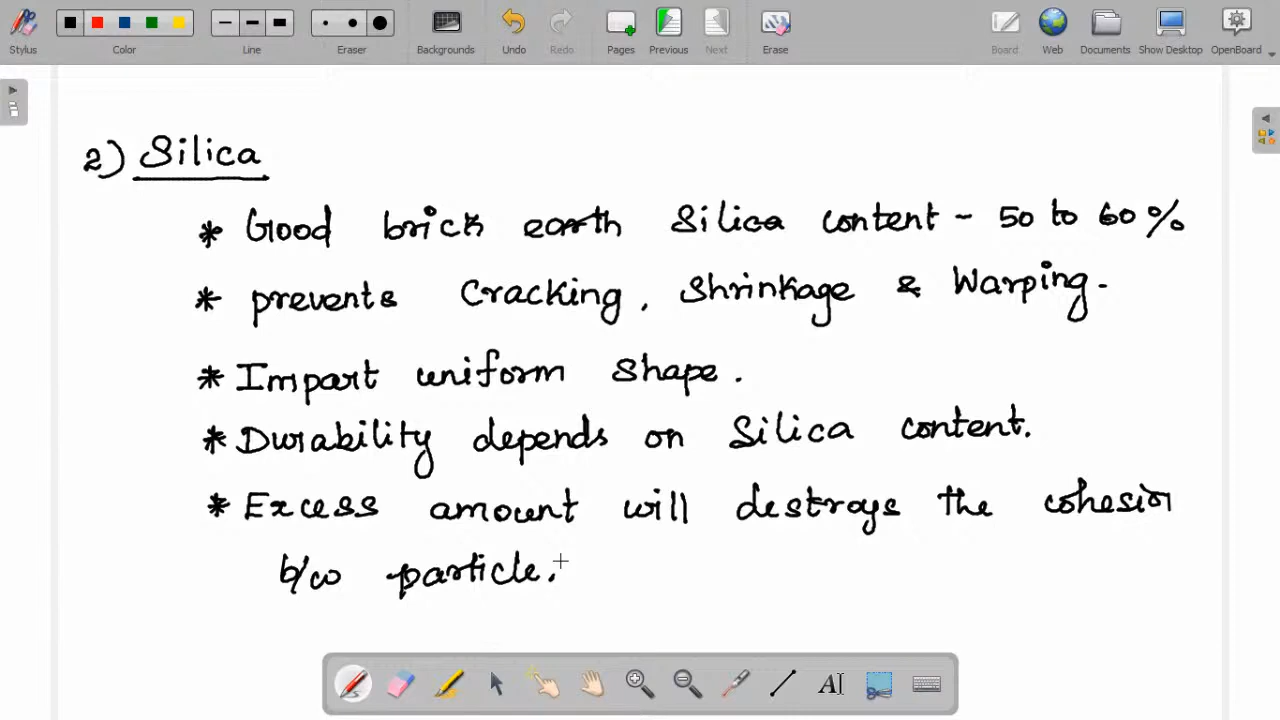 Stylus
Color
Line
Eraser
Backgrounds
Undo
Redo
Pages
Previous
Next
Erase
Board
Web
Documents
Show Desktop
OpenBoard
2) Silica
* Good brick earth Silica content - 50 to 60%
* prevents Cracking, Shrinkage & Warping.
* Impart uniform shape.
* Durability depends on Silica content.
* Excess amount will destroys the cohesion
b/w particle.